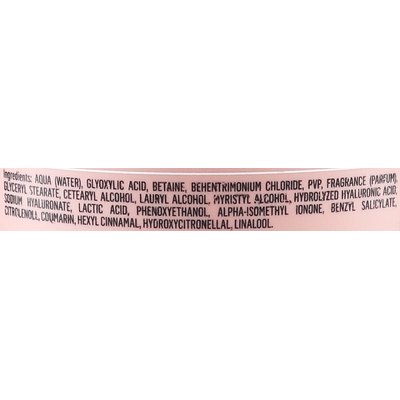 Ingredients: AQUA (WATER), GLYOXYLIC ACID, BETAINE, BEHENTRIMONIUM CHLORIDE, PVP, FRAGRANCE (PARFUM),
GLYCERYL STEARATE, CETEARYL ALCOHOL, LAURYL ALCOHOL, MYRISTYL ALCOHOL, HYDROLYZED HYALURONIC ACID,
SODIUM HYALURONATE, LACTIC ACID, PHENOXYETHANOL, ALPHA-ISOMETHYL IONONE, BENZYL SALICYLATE,
CITROLENOLL, COUMARIN, HEXYL CINNAMAL, HYDROXYCITRONELLAL, LINALOOL.